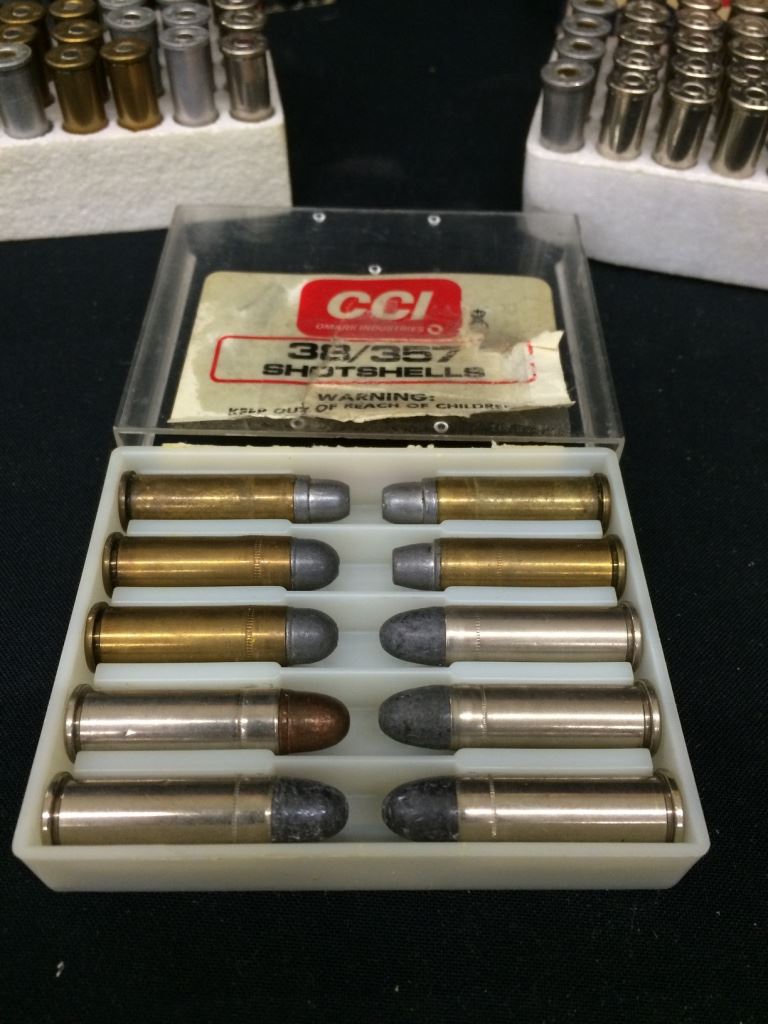 CCI
OMARK INDUSTRIES
38/357
SHOTSHELLS
WARNING:
KEEP OUT OF REACH OF CHILDREN